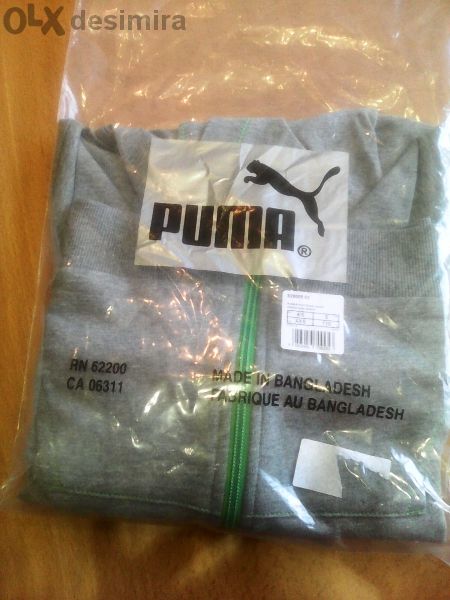 OLX desimira
PUMA®
RN 62200
CA 06311
MADE IN BANGLADESH
FABRIQUE AU BANGLADESH